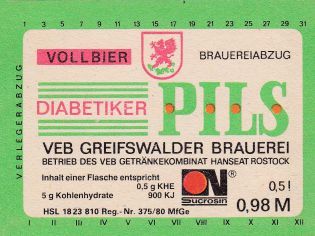 1 3 5 7 9 11 13 15 17 19 21 23 25 27 29 31
VOLLBIER
BRAUEREIABZUG
VERLEGERABZUG
DIABETIKER
PILS
VEB GREIFSWALDER BRAUEREI
BETRIEB DES VEB GETRÄNKEKOMBINAT HANSEAT ROSTOCK
Inhalt einer Flasche entspricht
0,5 g KHE
5 g Kohlenhydrate 900 KJ
ON ®
Sucrosin
0,5 l
0,98 M
HSL 18 23 810 Reg.-Nr. 375/80 MfGe
I II III IV V VI VII VIII IX X XI XII